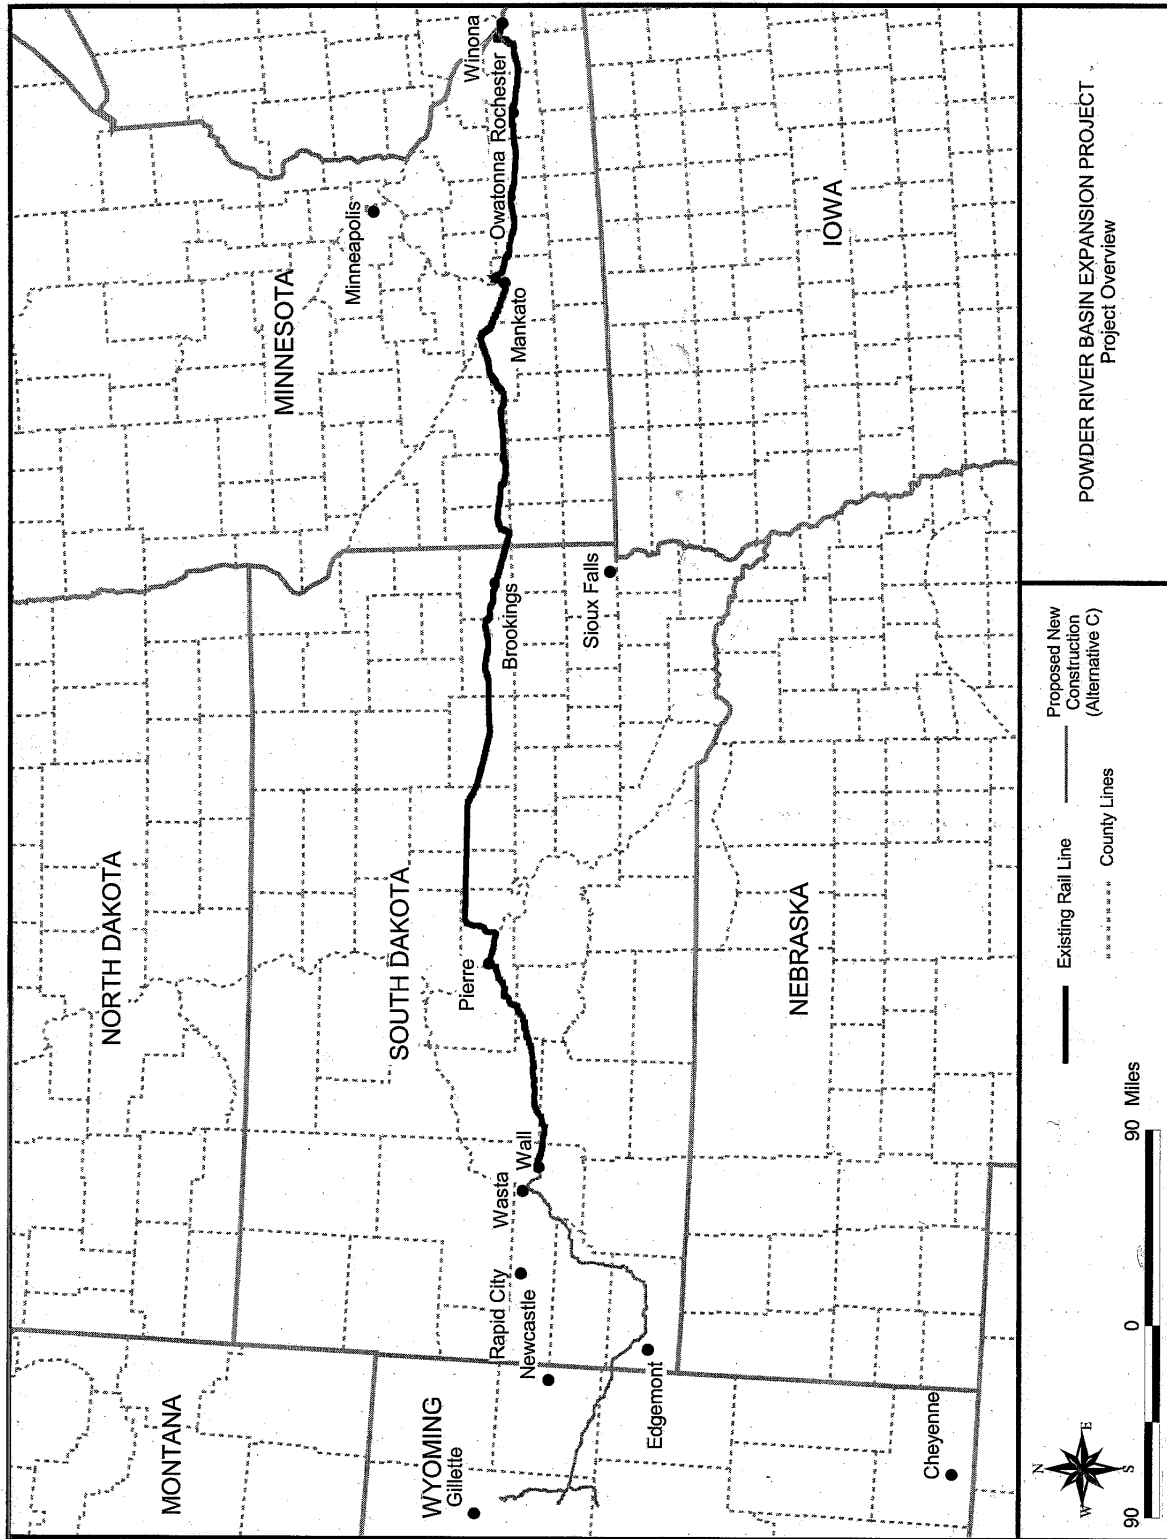 NORTH DAKOTA
MINNESOTA
MONTANA
SOUTH DAKOTA
WYOMING
Gillette
Minneapolis
Winona
Pierre
Rapid City
Newcastle
Wasta
Wall
Brookings
Mankato
Owatonna
Rochester
Edgemont
Sioux Falls
NEBRASKA
IOWA
Cheyenne
N
W
E
S
90
0
90 Miles
Existing Rail Line
Proposed New
Construction
(Alternative C)
County Lines
POWDER RIVER BASIN EXPANSION PROJECT
Project Overview